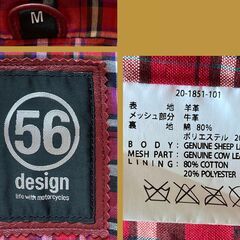 M
56
design
life with motorcycles
20-1851-101
表 地 羊革
メッシュ部分 牛革
裏 綿 80%
ポリエステル 20
BODY: GENUINE SHEEP L
MESH PART: GENUINE COW LEA
LINING: 80% COTTON
20% POLYESTER